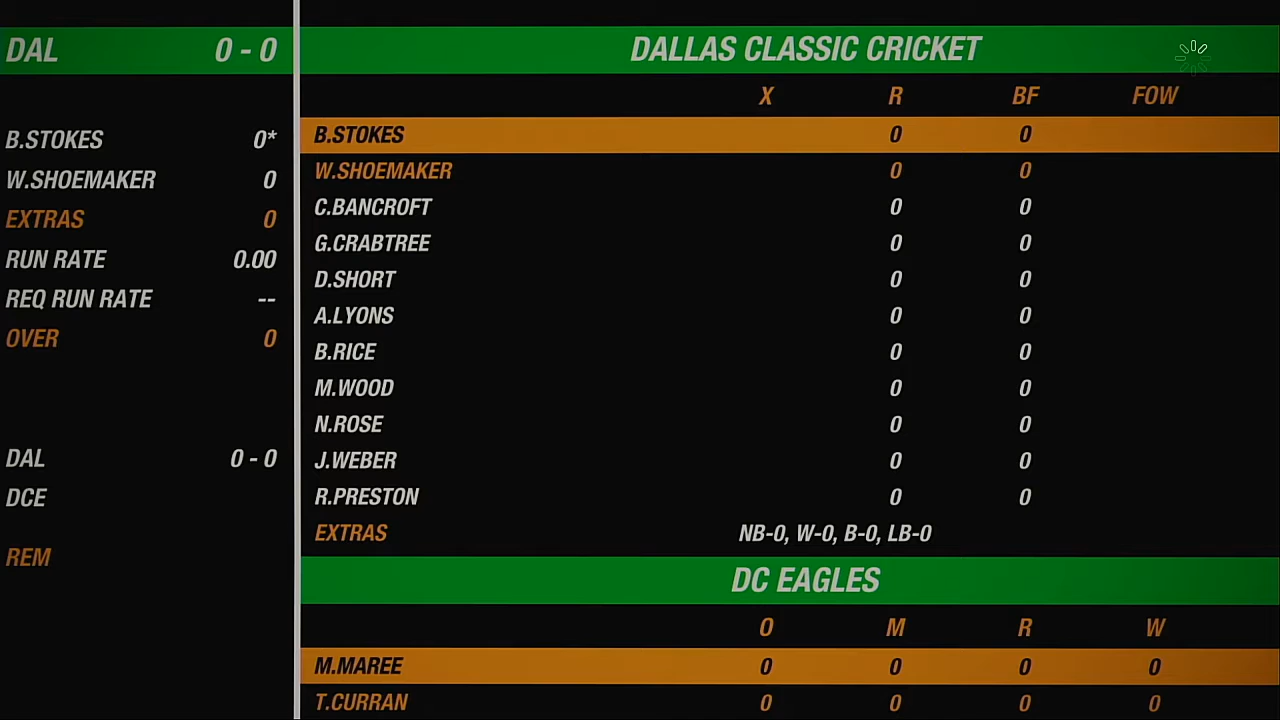 DAL 0 - 0
B.STOKES 0*
W.SHOEMAKER 0
EXTRAS 0
RUN RATE 0.00
REQ RUN RATE --
OVER 0
DAL 0 - 0
DCE
REM
DALLAS CLASSIC CRICKET
X R BF FOW
B.STOKES 0 0
W.SHOEMAKER 0 0
C.BANCROFT 0 0
G.CRABTREE 0 0
D.SHORT 0 0
A.LYONS 0 0
B.RICE 0 0
M.WOOD 0 0
N.ROSE 0 0
J.WEBER 0 0
R.PRESTON 0 0
EXTRAS NB-0, W-0, B-0, LB-0
DC EAGLES
O M R W
M.MAREE 0 0 0 0
T.CURRAN 0 0 0 0